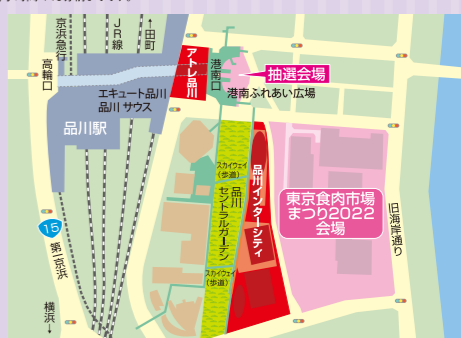 京浜急行
JR線
↑田町
高輪口
アトレ品川
港南口
抽選会場
港南ふれあい広場
エキュート品川
品川 サウス
品川駅
スカイウェイ
(歩道)
品川セントラルガーデン
品川インターシティ
東京食肉市場
まつり2022
会場
旧海岸通り
15
第一京浜
スカイウェイ
(歩道)
横浜↓